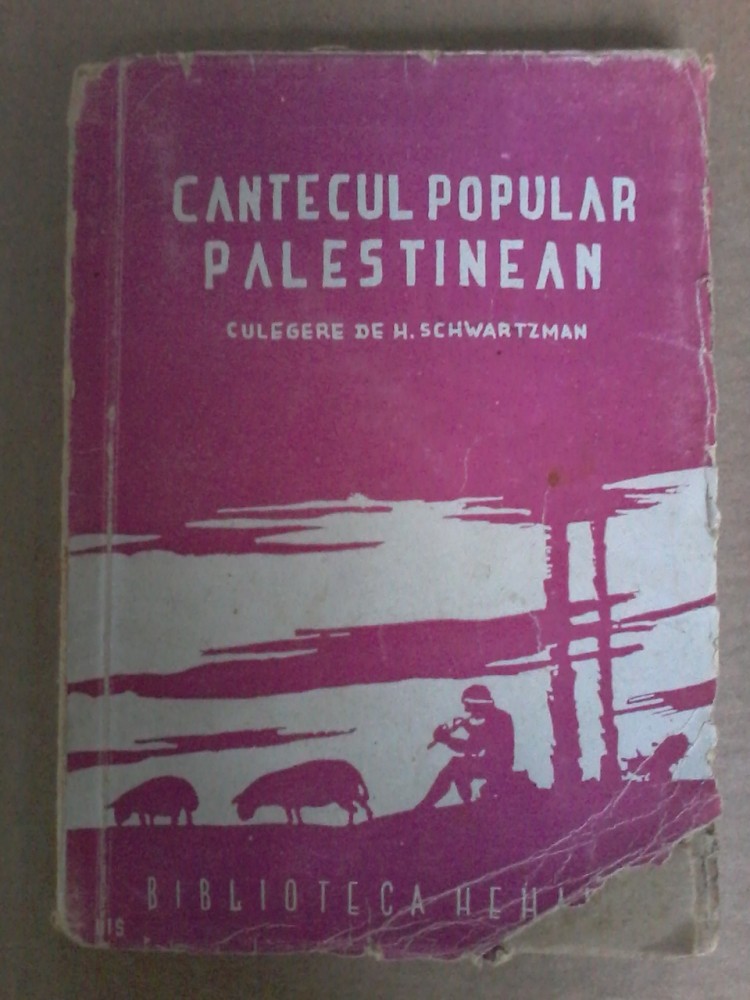 CANTECUL POPULAR
PALESTINEAN
CULEGERE DE H. SCHWARTZMAN
BIBLIOTECA